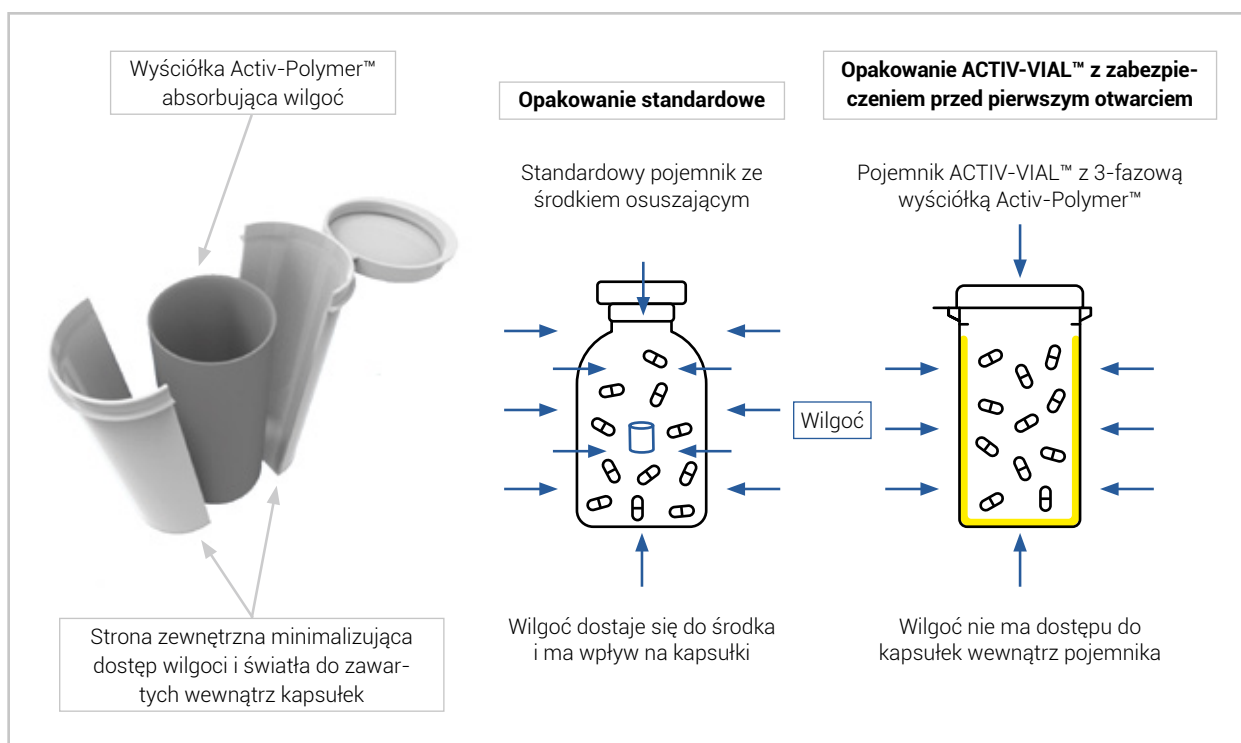 Wyściółka Activ-Polymer™
absorbująca wilgoć
Strona zewnętrzna minimalizująca
dostęp wilgoci i światła do zawar-
tych wewnątrz kapsułek
Opakowanie standardowe
Standardowy pojemnik ze
środkiem osuszającym
Wilgoć dostaje się do środka
i ma wpływ na kapsułki
Wilgoć
Opakowanie ACTIV-VIAL™ z zabezpie-
czeniem przed pierwszym otwarciem
Pojemnik ACTIV-VIAL™ z 3-fazową
wyściółką Activ-Polymer™
Wilgoć nie ma dostępu do
kapsułek wewnątrz pojemnika